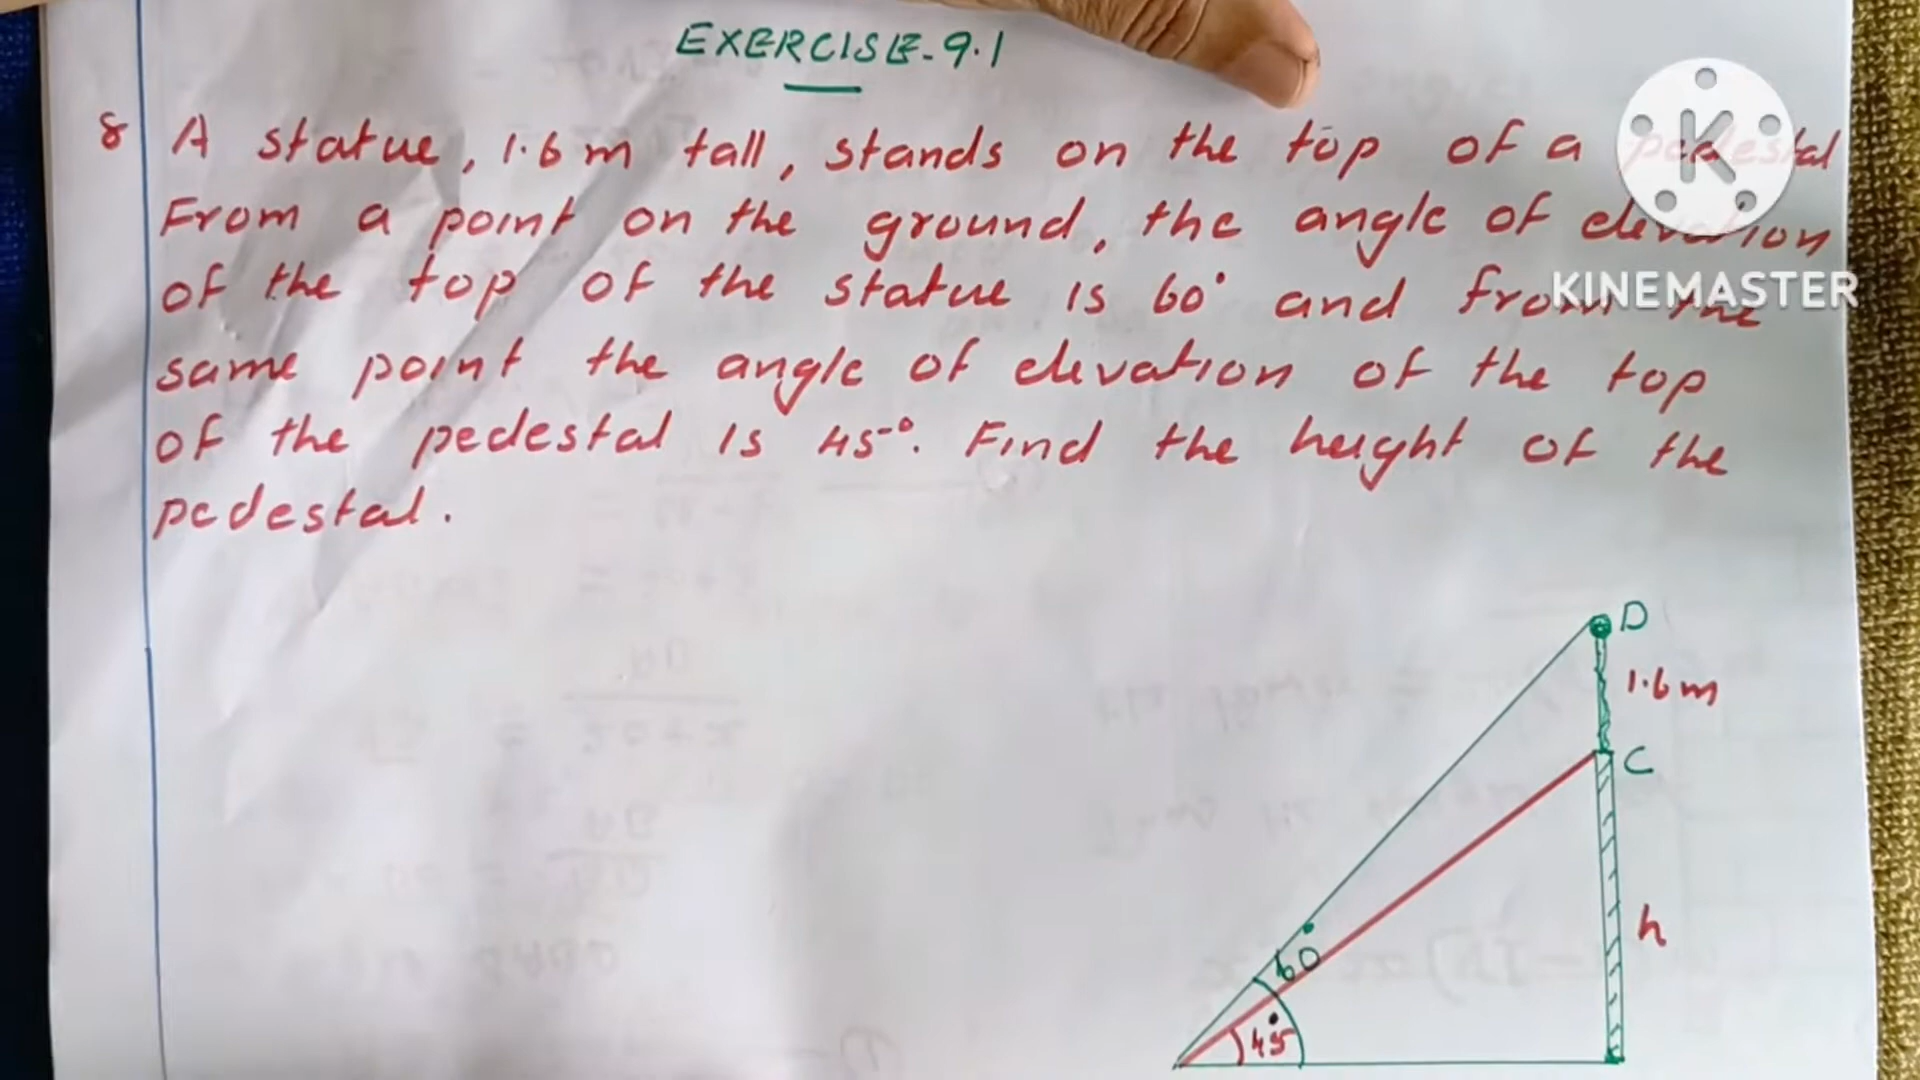 EXERCISE-9.1
8 A statue, 1.6m tall, stands on the top of a pedestal
From a point on the ground, the angle of elevation
of the top of the statue is 60° and from the
same point the angle of elevation of the top
of the pedestal is 45°. Find the height of the
pedestal.
K
KINEMASTER
D
1.6m
C
h
60°
45°